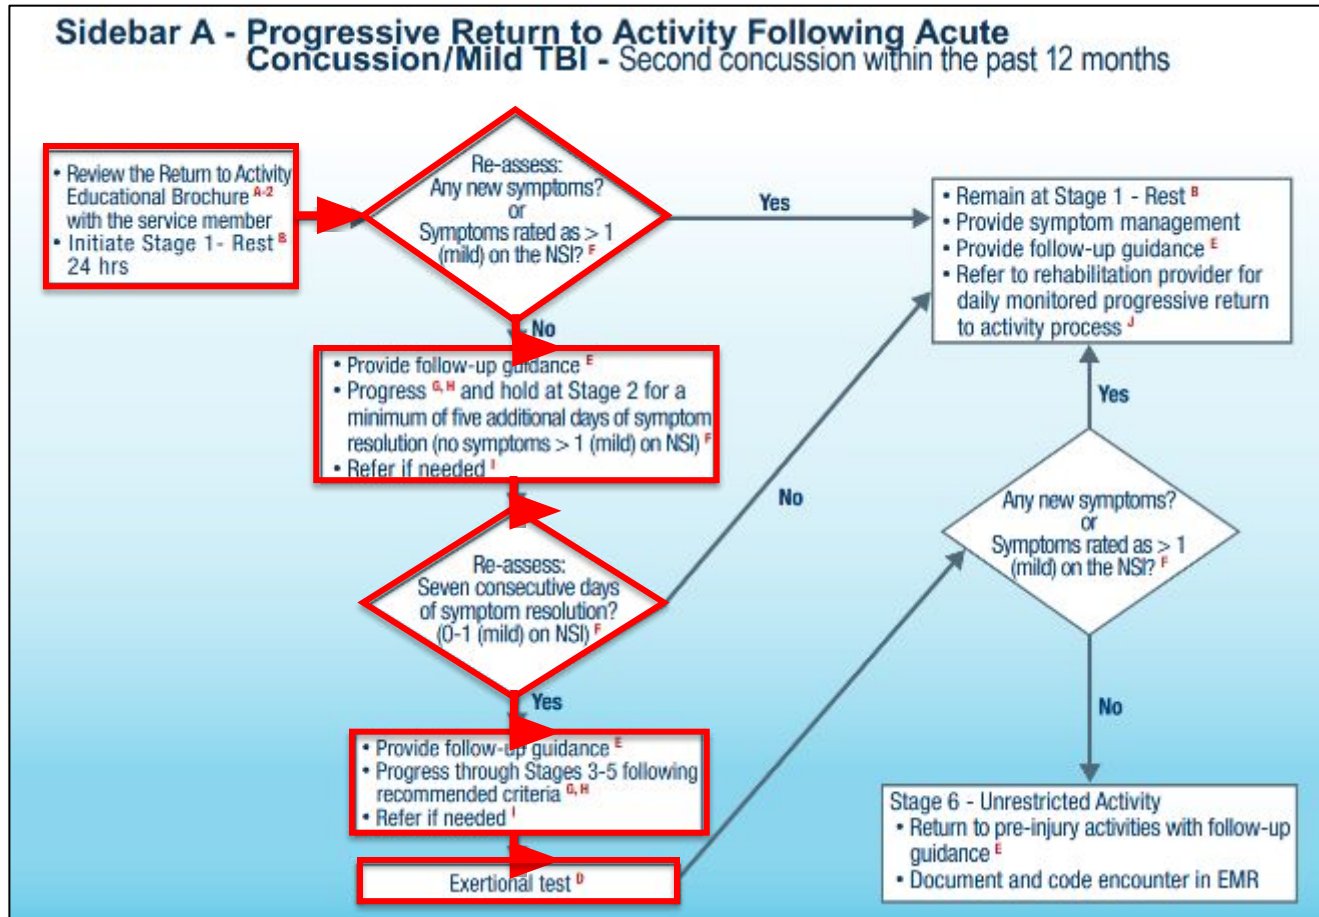 Sidebar A - Progressive Return to Activity Following Acute
Concussion/Mild TBI - Second concussion within the past 12 months
• Review the Return to Activity
Educational Brochure A-2
with the service member
• Initiate Stage 1- Rest B
24 hrs
Re-assess:
Any new symptoms?
or
Symptoms rated as > 1
(mild) on the NSI? F
Yes
• Remain at Stage 1 - Rest B
• Provide symptom management
• Provide follow-up guidance E
• Refer to rehabilitation provider for
daily monitored progressive return
to activity process J
No
• Provide follow-up guidance E
• Progress G, H and hold at Stage 2 for a
minimum of five additional days of symptom
resolution (no symptoms > 1 (mild) on NSI) F
• Refer if needed I
No
Yes
Re-assess:
Seven consecutive days
of symptom resolution?
(0-1 (mild) on NSI) F
Any new symptoms?
or
Symptoms rated as > 1
(mild) on the NSI? F
Yes
No
• Provide follow-up guidance E
• Progress through Stages 3-5 following
recommended criteria G, H
• Refer if needed I
Exertional test D
Stage 6 - Unrestricted Activity
• Return to pre-injury activities with follow-up
guidance E
• Document and code encounter in EMR